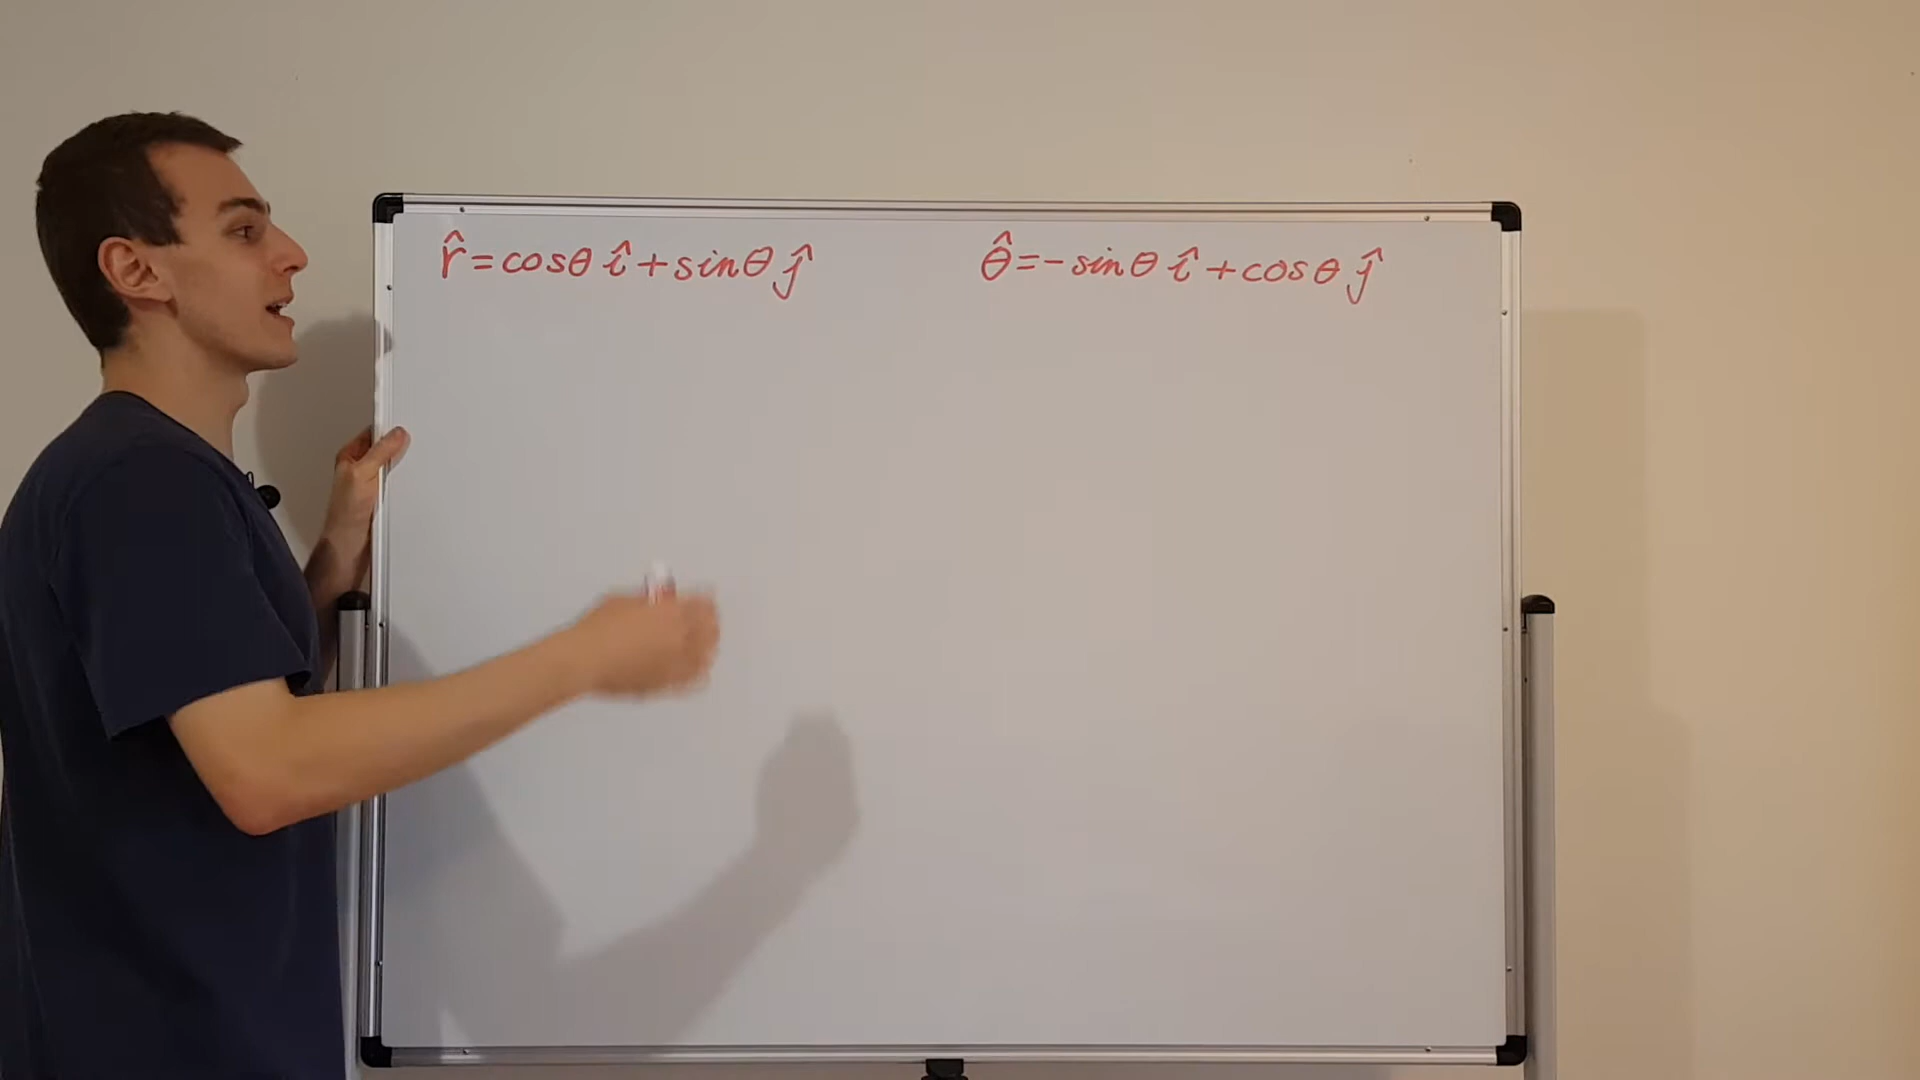 r̂=cosθ î+sinθ ĵ
θ̂=-sinθ î+cosθ ĵ